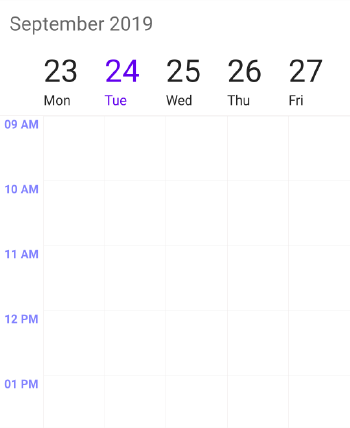 September 2019
23 24 25 26 27
Mon Tue Wed Thu Fri
09 AM
10 AM
11 AM
12 PM
01 PM